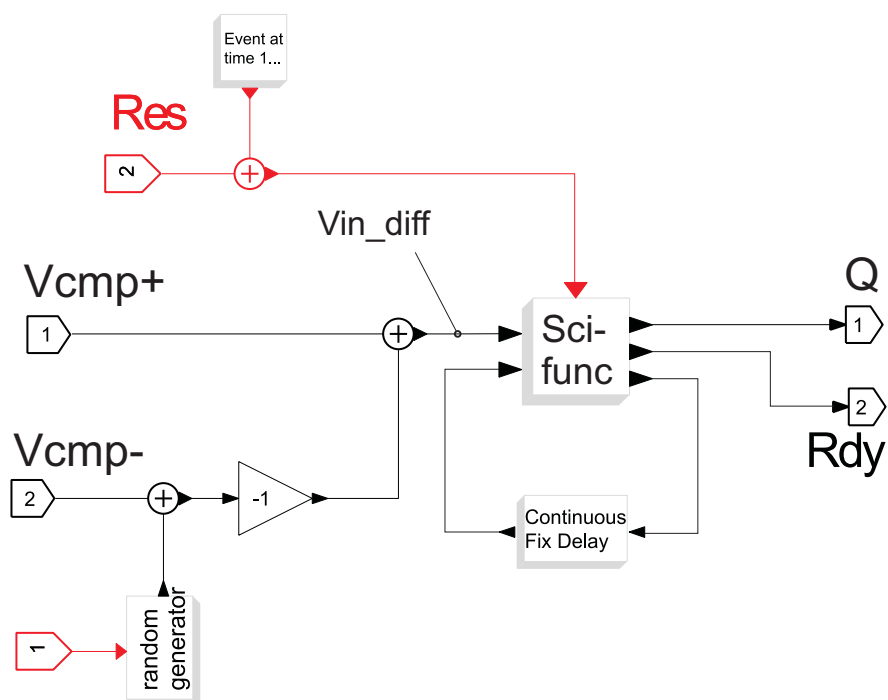 Event at
time 1...
Res
2
Vin_diff
Vcmp+
1
Sci-
func
Q
1
2
Rdy
Vcmp-
2
-1
Continuous
Fix Delay
random
generator
1